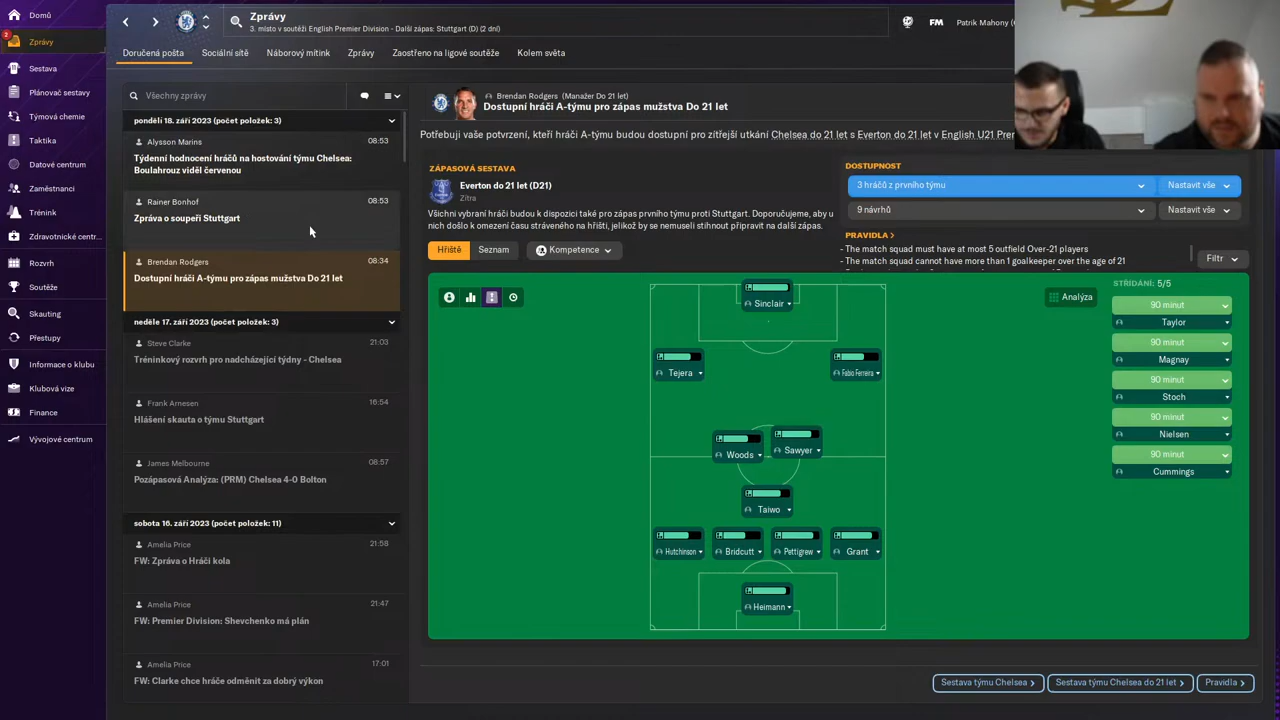 Domů
2
Zprávy
Sestava
Plánovač sestavy
Týmová chemie
Taktika
Datové centrum
Zaměstnanci
Trénink
Zdravotnické centr...
Rozvrh
Soutěže
Skauting
Přestupy
Informace o klubu
Klubová vize
Finance
Vývojové centrum
Zprávy
3. místo v soutěži English Premier Division - Další zápas: Stuttgart (D) (2 dni)
FM
Patrik Mahony
Doručená pošta
Sociální sítě
Náborový mítink
Zprávy
Zaostřeno na ligové soutěže
Kolem světa
Všechny zprávy
pondělí 18. září 2023 (počet položek: 3)
Alysson Marins 08:53
Týdenní hodnocení hráčů na hostování týmu Chelsea:
Boulahrouz viděl červenou
Rainer Bonhof 08:53
Zpráva o soupeři Stuttgart
Brendan Rodgers 08:34
Dostupní hráči A-týmu pro zápas mužstva Do 21 let
neděle 17. září 2023 (počet položek: 3)
Steve Clarke 21:03
Tréninkový rozvrh pro nadcházející týdny - Chelsea
Frank Arnesen 16:54
Hlášení skauta o týmu Stuttgart
James Melbourne 08:57
Pozápasová Analýza: (PRM) Chelsea 4-0 Bolton
sobota 16. září 2023 (počet položek: 11)
Amelia Price 21:58
FW: Zpráva o Hráči kola
Amelia Price 21:47
FW: Premier Division: Shevchenko má plán
Amelia Price 17:01
FW: Clarke chce hráče odměnit za dobrý výkon
Brendan Rodgers (Manažer Do 21 let)
Dostupní hráči A-týmu pro zápas mužstva Do 21 let
Potřebuji vaše potvrzení, kteří hráči A-týmu budou dostupní pro zítřejší utkání Chelsea do 21 let s Everton do 21 let v English U21
ZÁPASOVÁ SESTAVA
Everton do 21 let (D21)
Zítra
Všichni vybraní hráči budou k dispozici také pro zápas prvního týmu proti Stuttgart. Doporučujeme, aby u
nich došlo k omezení času stráveného na hřišti, jelikož by se nemuseli stihnout připravit na další zápas.
DOSTUPNOST
3 hráčů z prvního týmu Nastavit vše
9 návrhů Nastavit vše
PRAVIDLA
- The match squad must have at most 5 outfield Over-21 players
- The match squad cannot have more than 1 goalkeeper over the age of 21
Hřiště
Seznam
Kompetence
Filtr
Analýza
Sinclair
Tejera
Fabio Ferreira
Woods
Sawyer
Taiwo
Hutchinson
Bridcutt
Pettigrew
Grant
Heimann
STŘÍDÁNÍ: 5/5
90 minut
Taylor
90 minut
Magnay
90 minut
Stoch
90 minut
Nielsen
90 minut
Cummings
Sestava týmu Chelsea
Sestava týmu Chelsea do 21 let
Pravidla